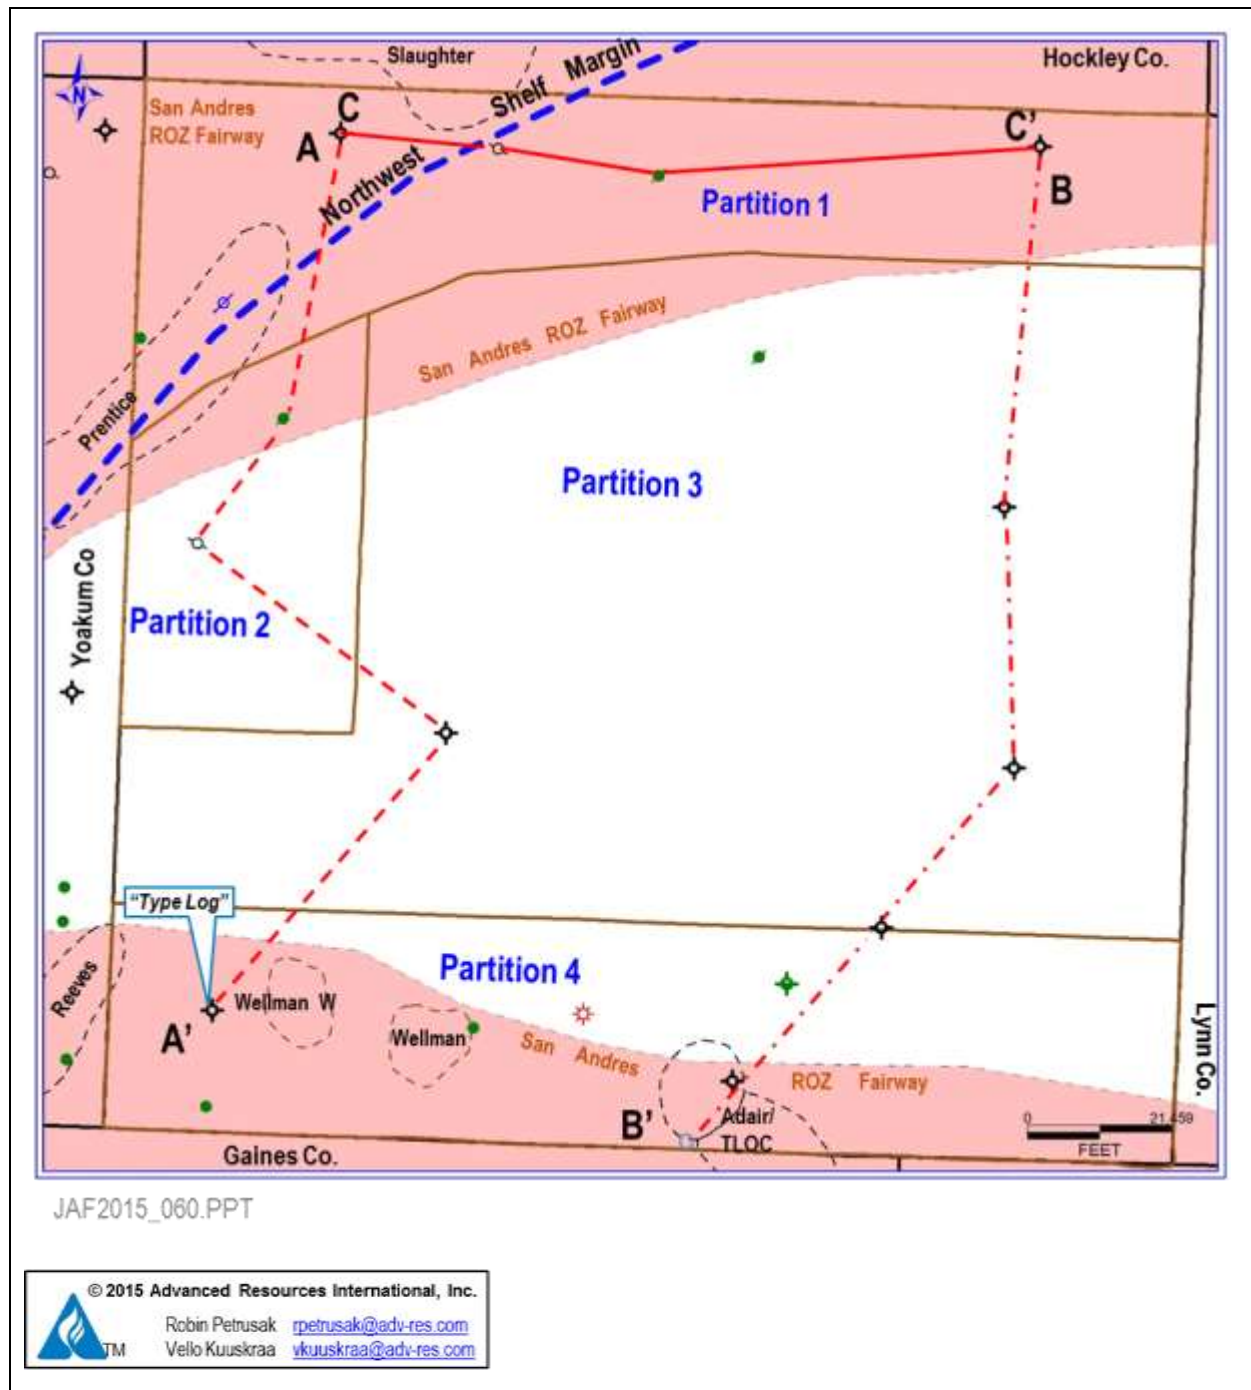 Slaughter
Hockley Co.
N
San Andres
ROZ Fairway
Northwest Shelf Margin
C
A
C'
B
Partition 1
San Andres ROZ Fairway
Prentice
Partition 3
Yoakum Co
Partition 2
"Type Log"
Reeves
Partition 4
Wellman W
Wellman
A'
San Andres ROZ Fairway
Lynn Co.
B'
Adair/
TLOC
0 21,459
FEET
Gaines Co.
JAF2015_060.PPT
© 2015 Advanced Resources International, Inc.
Robin Petrusak rpetrusak@adv-res.com
Vello Kuuskraa vkuuskraa@adv-res.com
TM